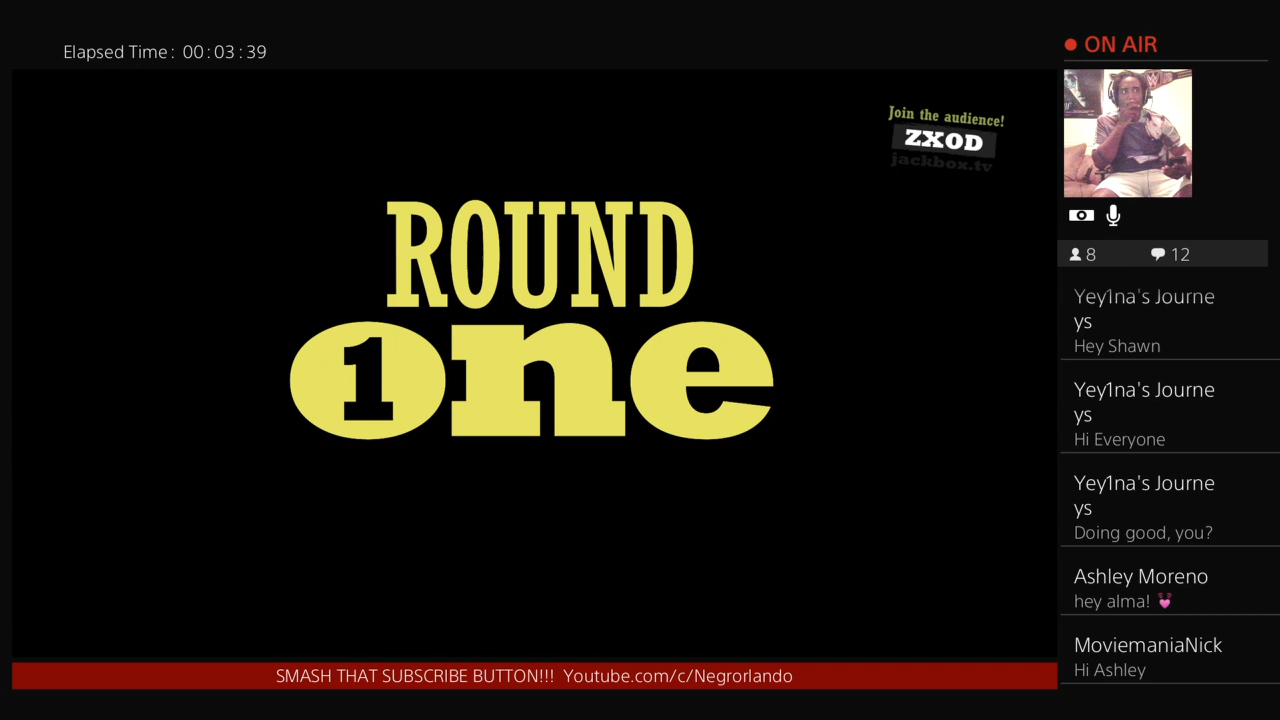 Elapsed Time: 00:03:39
ON AIR
Join the audience!
ZXOD
jackbox.tv
ROUND
1
One
8 12
Yey1na's Journe
ys
Hey Shawn
Yey1na's Journe
ys
Hi Everyone
Yey1na's Journe
ys
Doing good, you?
Ashley Moreno
hey alma! 💓
MoviemaniaNick
Hi Ashley
SMASH THAT SUBSCRIBE BUTTON!!! Youtube.com/c/Negrorlando